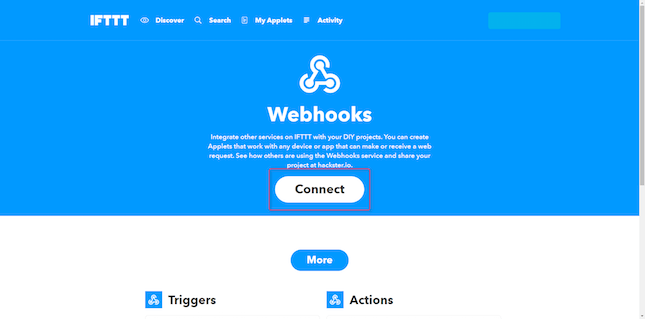 IFTTT Discover Search My Applets Activity
Webhooks
Integrate other services on IFTTT with your DIY projects. You can create
Applets that work with any device or app that can make or receive a web
request. See how others are using the Webhooks service and share your
project at hackster.io.
Connect
More
Triggers Actions